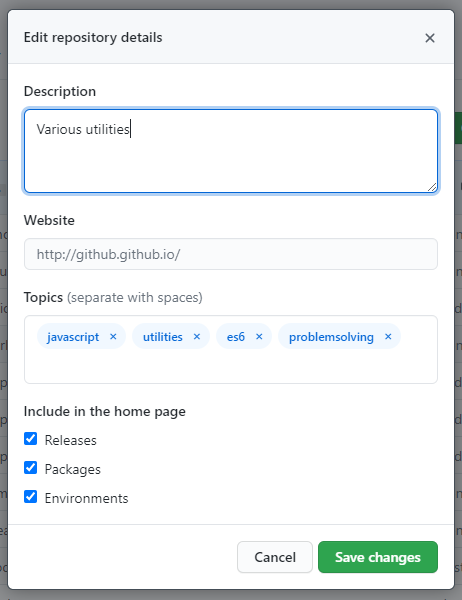 Edit repository details
Description
Various utilities
Website
http://github.github.io/
Topics (separate with spaces)
javascript × utilities × es6 × problemsolving ×
Include in the home page
Releases
Packages
Environments
Cancel Save changes